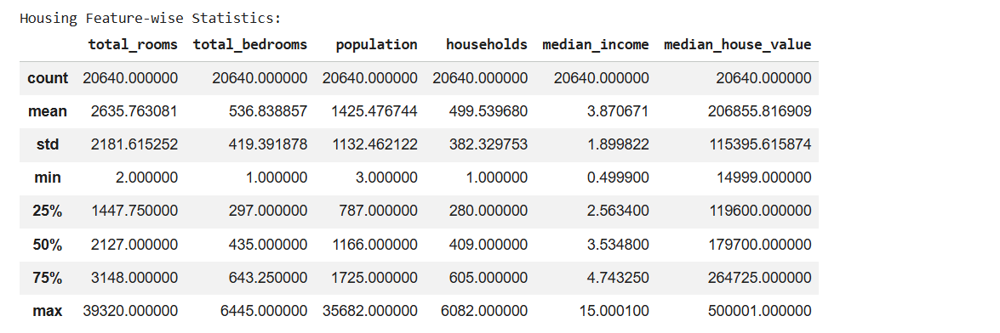 Housing Feature-wise Statistics:
total_rooms total_bedrooms population households median_income median_house_value
count 20640.000000 20640.000000 20640.000000 20640.000000 20640.000000 20640.000000
mean 2635.763081 536.838857 1425.476744 499.539680 3.870671 206855.816909
std 2181.615252 419.391878 1132.462122 382.329753 1.899822 115395.615874
min 2.000000 1.000000 3.000000 1.000000 0.499900 14999.000000
25% 1447.750000 297.000000 787.000000 280.000000 2.563400 119600.000000
50% 2127.000000 435.000000 1166.000000 409.000000 3.534800 179700.000000
75% 3148.000000 643.250000 1725.000000 605.000000 4.743250 264725.000000
max 39320.000000 6445.000000 35682.000000 6082.000000 15.000100 500001.000000